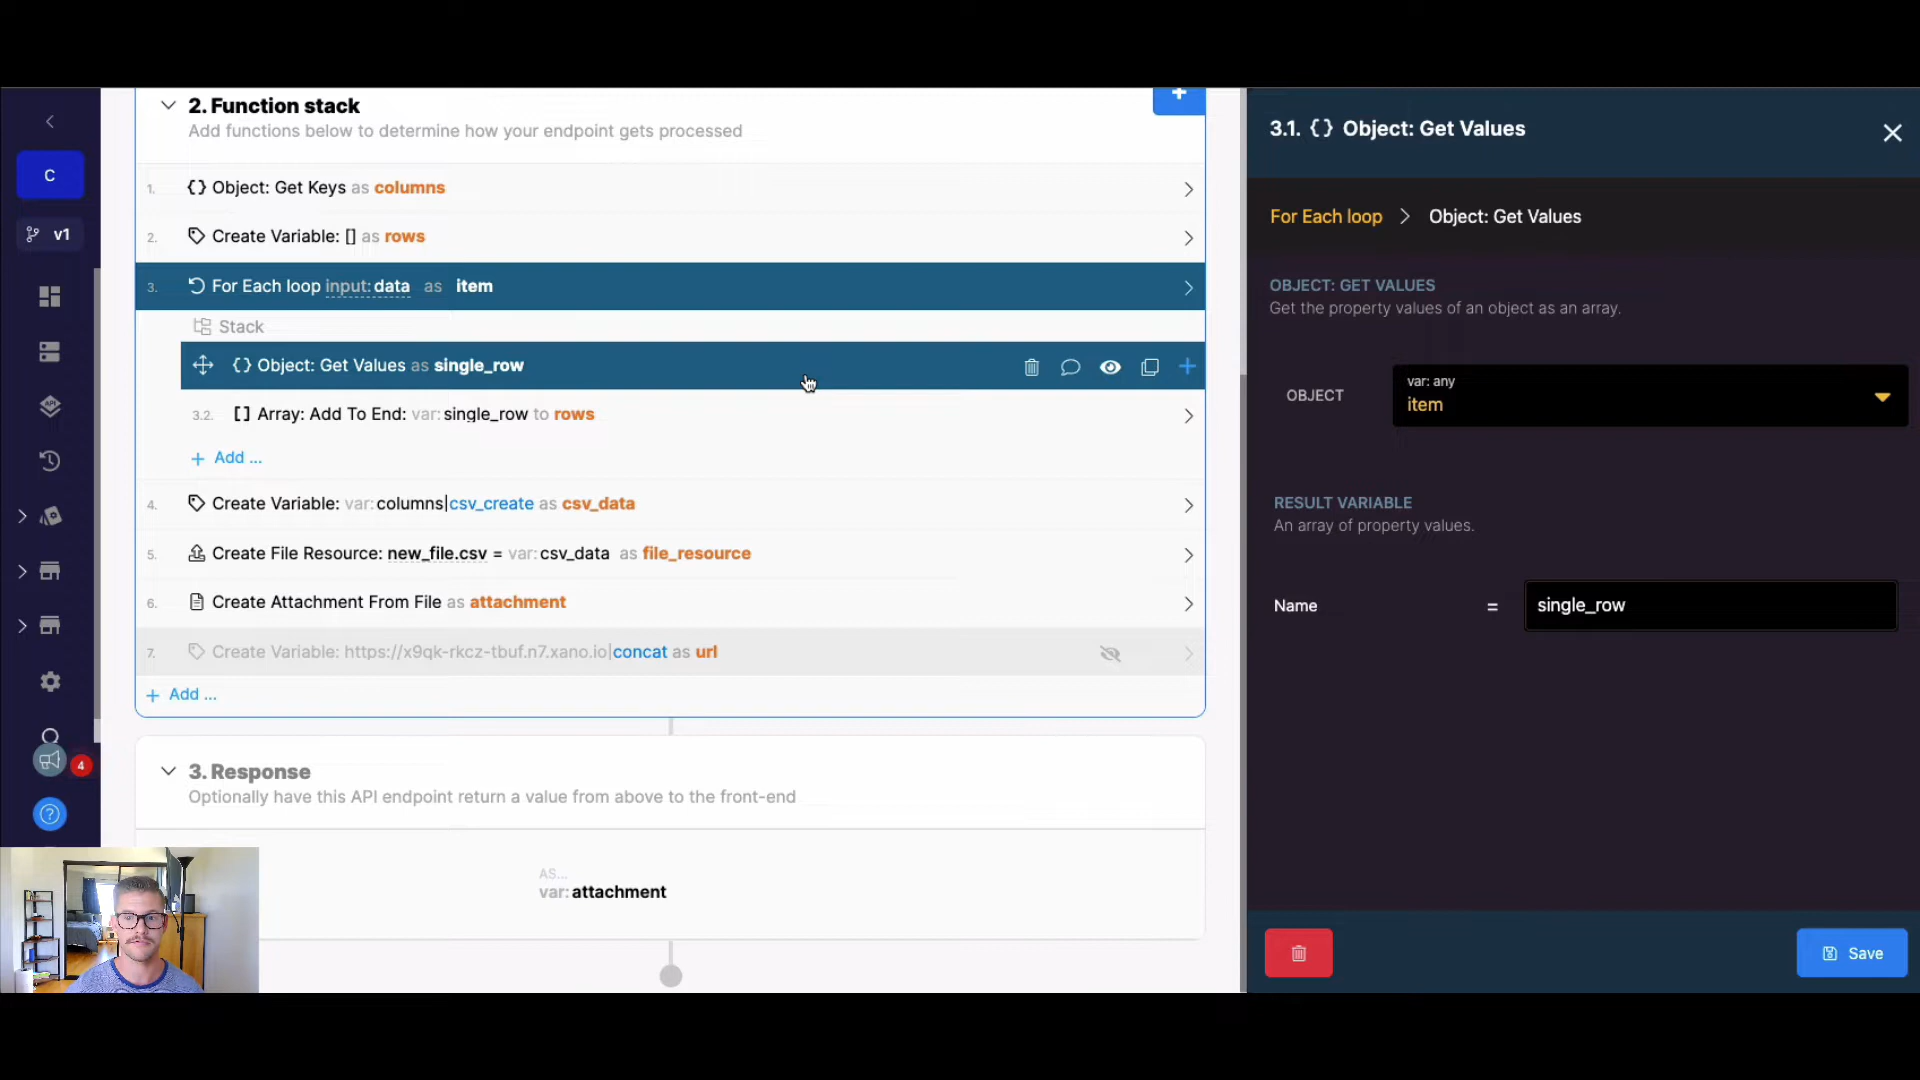 C
v1
4
2. Function stack
Add functions below to determine how your endpoint gets processed
1. {} Object: Get Keys as columns
2. Create Variable: [] as rows
3. For Each loop input: data as item
Stack
{} Object: Get Values as single_row
3.2. [] Array: Add To End: var: single_row to rows
+ Add ...
4. Create Variable: var: columns|csv_create as csv_data
5. Create File Resource: new_file.csv = var: csv_data as file_resource
6. Create Attachment From File as attachment
7. Create Variable: https://x9qk-rkcz-tbuf.n7.xano.io|concat as url
+ Add ...
3. Response
Optionally have this API endpoint return a value from above to the front-end
AS...
var: attachment
3.1. {} Object: Get Values
For Each loop > Object: Get Values
OBJECT: GET VALUES
Get the property values of an object as an array.
OBJECT
var: any
item
RESULT VARIABLE
An array of property values.
Name = single_row
Save